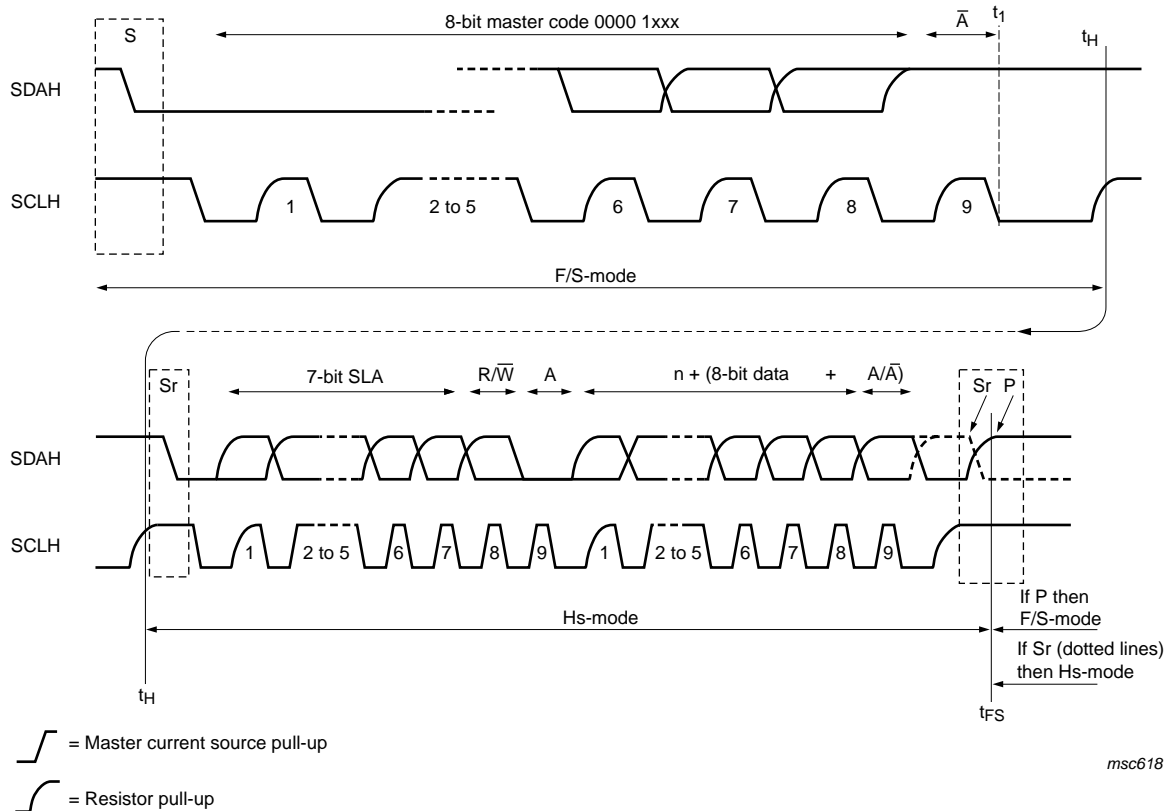 8-bit master code 0000 1xxx
A̅
t1
S
tH
SDAH
SCLH
1
2 to 5
6
7
8
9
F/S-mode
7-bit SLA
R/W̅
A
n + (8-bit data
+
A/A̅)
Sr
Sr
P
SDAH
SCLH
1
2 to 5
6
7
8
9
1
2 to 5
6
7
8
9
If P then
F/S-mode
Hs-mode
If Sr (dotted lines)
then Hs-mode
tH
tFS
= Master current source pull-up
= Resistor pull-up
msc618